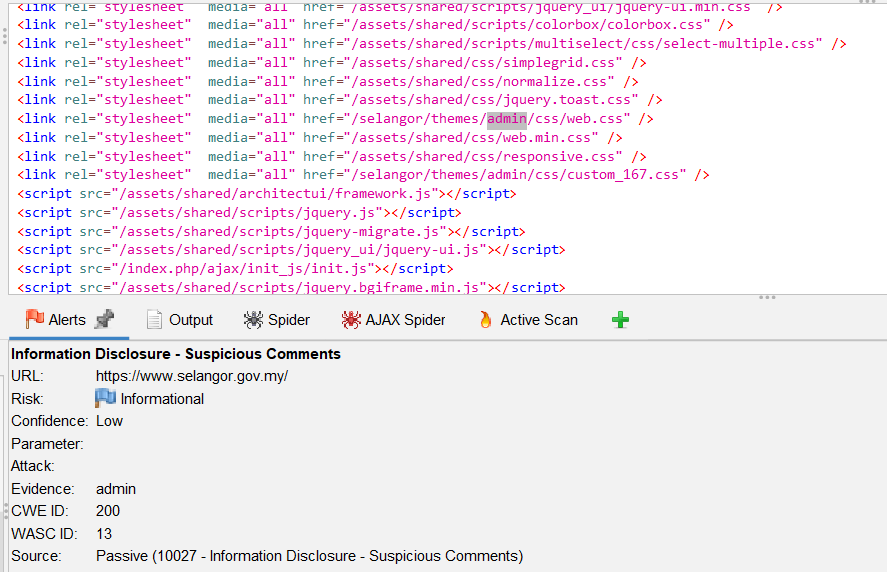 <link rel="stylesheet"  media="all" href="/assets/shared/scripts/jquery_ui/jquery-ui.min.css" />
<link rel="stylesheet"  media="all" href="/assets/shared/scripts/colorbox/colorbox.css" />
<link rel="stylesheet"  media="all" href="/assets/shared/scripts/multiselect/css/select-multiple.css" />
<link rel="stylesheet"  media="all" href="/assets/shared/css/simplegrid.css" />
<link rel="stylesheet"  media="all" href="/assets/shared/css/normalize.css" />
<link rel="stylesheet"  media="all" href="/assets/shared/css/jquery.toast.css" />
<link rel="stylesheet"  media="all" href="/selangor/themes/admin/css/web.css" />
<link rel="stylesheet"  media="all" href="/assets/shared/css/web.min.css" />
<link rel="stylesheet"  media="all" href="/assets/shared/css/responsive.css" />
<link rel="stylesheet"  media="all" href="/selangor/themes/admin/css/custom_167.css" />
<script src="/assets/shared/architectui/framework.js"></script>
<script src="/assets/shared/scripts/jquery.js"></script>
<script src="/assets/shared/scripts/jquery-migrate.js"></script>
<script src="/assets/shared/scripts/jquery_ui/jquery-ui.js"></script>
<script src="/index.php/ajax/init_js/init.js"></script>
<script src="/assets/shared/scripts/jquery.bgiframe.min.js"></script>
Alerts Output Spider AJAX Spider Active Scan
Information Disclosure - Suspicious Comments
URL: https://www.selangor.gov.my/
Risk: Informational
Confidence: Low
Parameter:
Attack:
Evidence: admin
CWE ID: 200
WASC ID: 13
Source: Passive (10027 - Information Disclosure - Suspicious Comments)